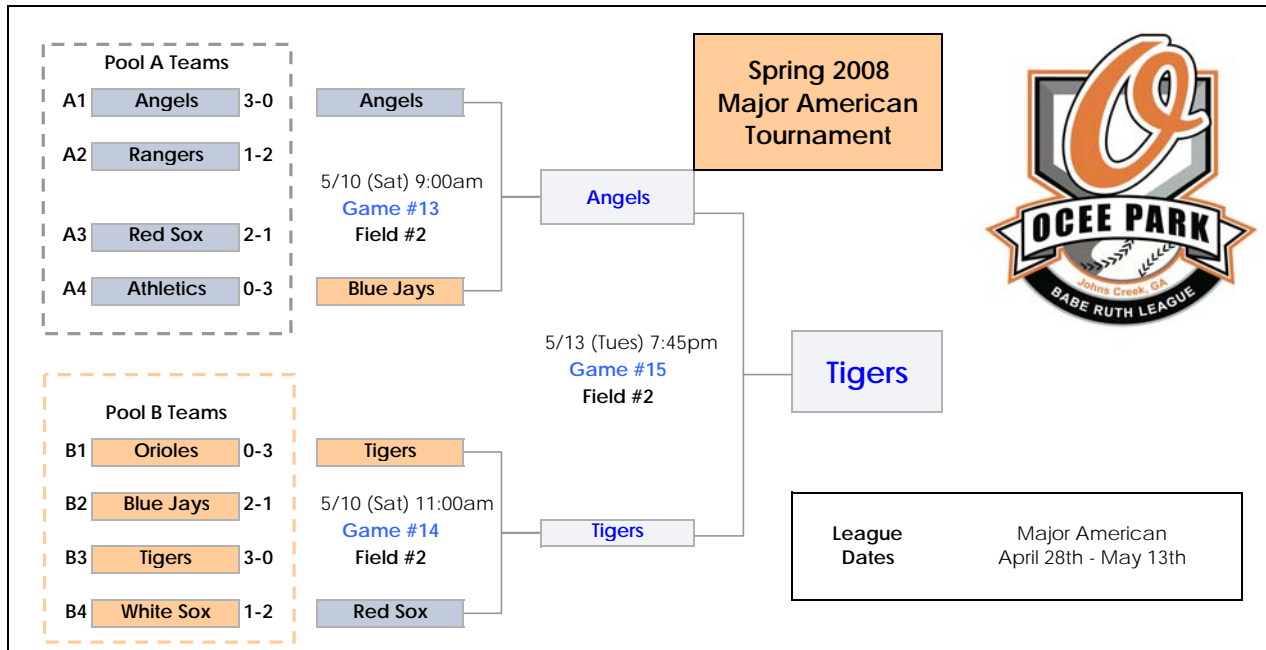 Pool A Teams
A1 Angels 3-0
A2 Rangers 1-2
A3 Red Sox 2-1
A4 Athletics 0-3
Pool B Teams
B1 Orioles 0-3
B2 Blue Jays 2-1
B3 Tigers 3-0
B4 White Sox 1-2
Angels
5/10 (Sat) 9:00am
Game #13
Field #2
Blue Jays
Tigers
5/10 (Sat) 11:00am
Game #14
Field #2
Red Sox
Angels
5/13 (Tues) 7:45pm
Game #15
Field #2
Tigers
Tigers
Spring 2008
Major American
Tournament
O
OCEE PARK
Johns Creek, GA
BABE RUTH LEAGUE
League Major American
Dates April 28th - May 13th